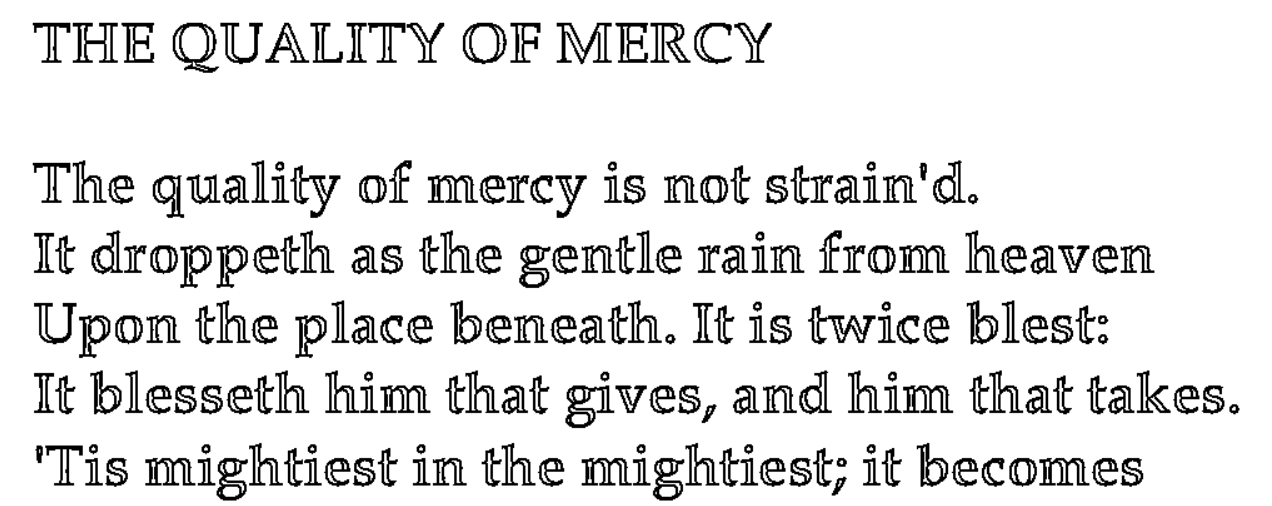 THE QUALITY OF MERCY
The quality of mercy is not strain'd.
It droppeth as the gentle rain from heaven
Upon the place beneath. It is twice blest:
It blesseth him that gives, and him that takes.
'Tis mightiest in the mightiest; it becomes